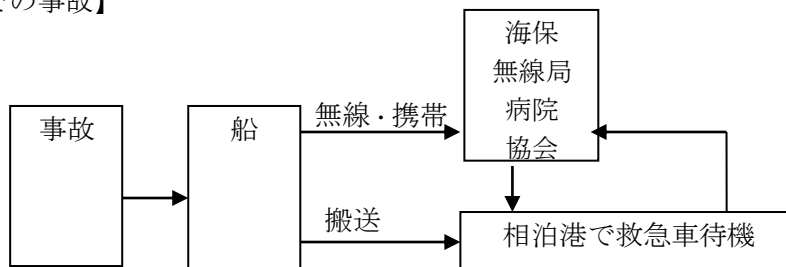 の事故】
事故
船
無線・携帯
搬送
海保
無線局
病院
協会
相泊港で救急車待機